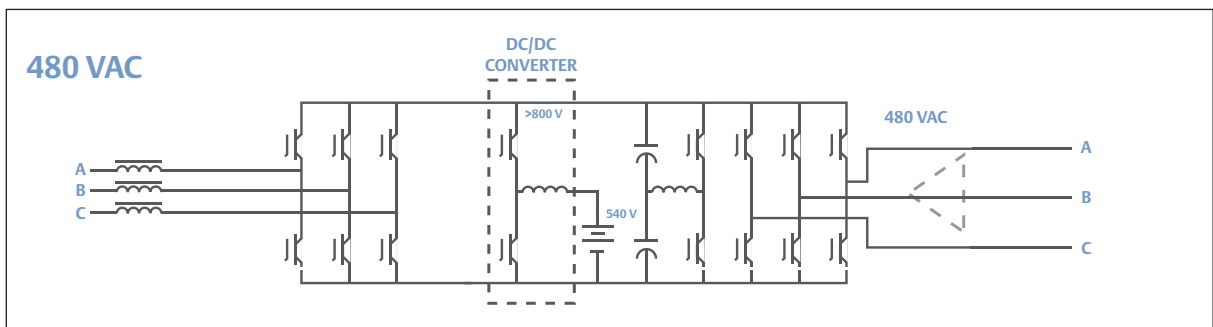 480 VAC
DC/DC
CONVERTER
>800 V
480 VAC
A
B
C
540 V
A
B
C